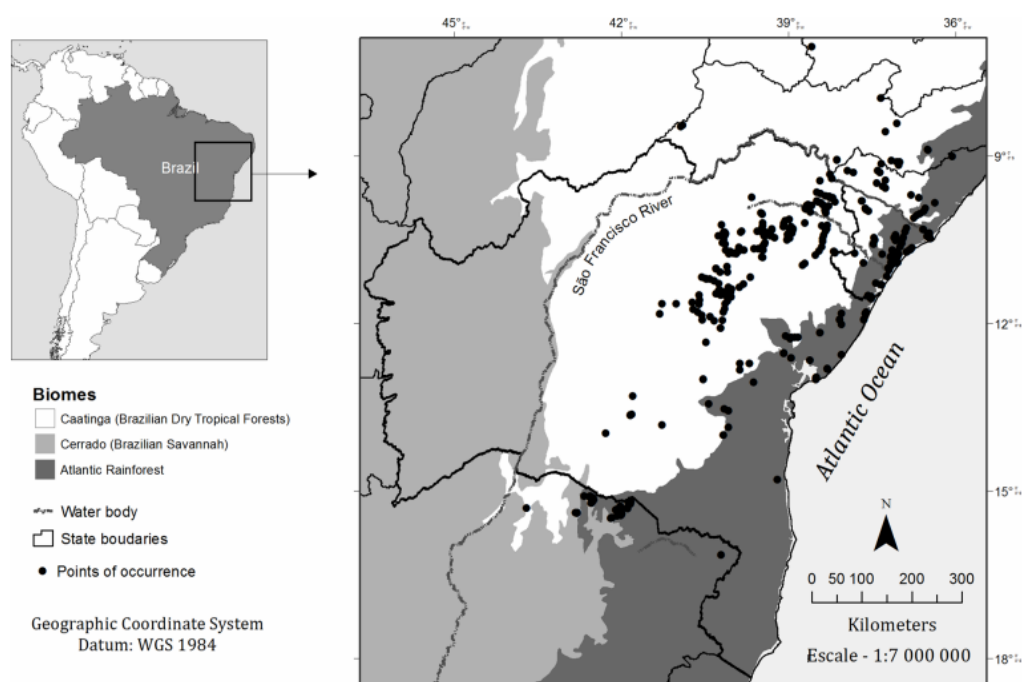 45°
42°
39°
36°
Brazil
9°
São Francisco River
12°
Atlantic Ocean
Biomes
Caatinga (Brazilian Dry Tropical Forests)
Cerrado (Brazilian Savannah)
Atlantic Rainforest
15°
Water body
State boudaries
Points of occurrence
N
0 50 100 200 300
Kilometers
Escale - 1:7 000 000
Geographic Coordinate System
Datum: WGS 1984
18°